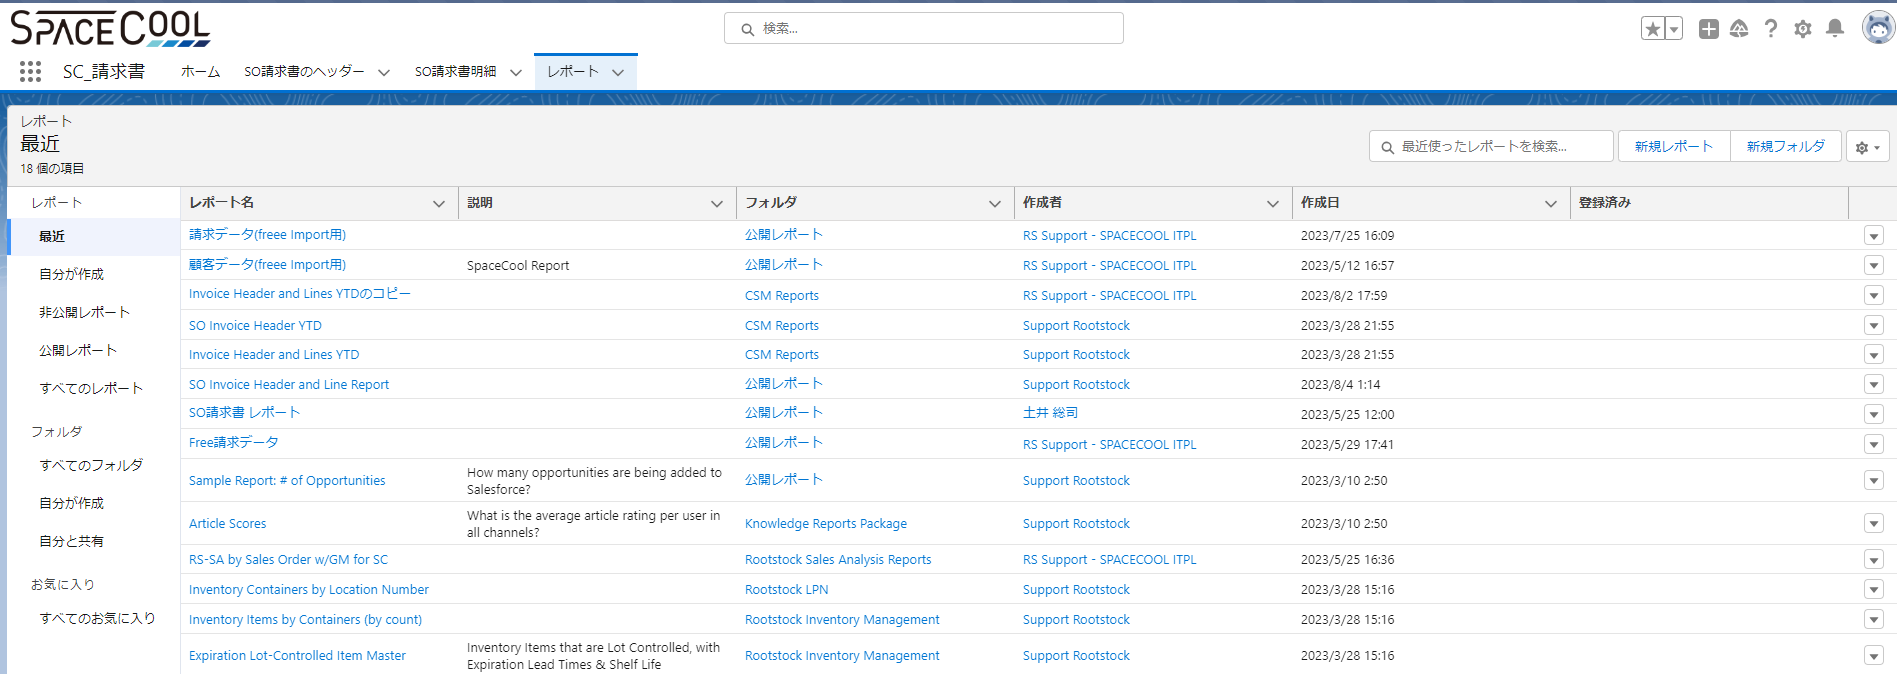 SPACECOOL
検索...
SC_請求書 ホーム SO請求書のヘッダー SO請求書明細 レポート
レポート
最近
18 個の項目
最近使ったレポートを検索... 新規レポート 新規フォルダ
レポート
最近
自分が作成
非公開レポート
公開レポート
すべてのレポート
フォルダ
すべてのフォルダ
自分が作成
自分と共有
お気に入り
すべてのお気に入り
レポート名 説明 フォルダ 作成者 作成日 登録済み
請求データ(freee Import用) 公開レポート RS Support - SPACECOOL ITPL 2023/7/25 16:09
顧客データ(freee Import用) SpaceCool Report 公開レポート RS Support - SPACECOOL ITPL 2023/5/12 16:57
Invoice Header and Lines YTDのコピー CSM Reports RS Support - SPACECOOL ITPL 2023/8/2 17:59
SO Invoice Header YTD CSM Reports Support Rootstock 2023/3/28 21:55
Invoice Header and Lines YTD CSM Reports Support Rootstock 2023/3/28 21:55
SO Invoice Header and Line Report 公開レポート Support Rootstock 2023/8/4 1:14
SO請求書 レポート 公開レポート 土井 総司 2023/5/25 12:00
Free請求データ 公開レポート RS Support - SPACECOOL ITPL 2023/5/29 17:41
Sample Report: # of Opportunities How many opportunities are being added to 公開レポート Support Rootstock 2023/3/10 2:50
Salesforce?
Article Scores What is the average article rating per user in Knowledge Reports Package Support Rootstock 2023/3/10 2:50
all channels?
RS-SA by Sales Order w/GM for SC Rootstock Sales Analysis Reports RS Support - SPACECOOL ITPL 2023/5/25 16:36
Inventory Containers by Location Number Rootstock LPN Support Rootstock 2023/3/28 15:16
Inventory Items by Containers (by count) Rootstock Inventory Management Support Rootstock 2023/3/28 15:16
Expiration Lot-Controlled Item Master Inventory Items that are Lot Controlled, with Rootstock Inventory Management Support Rootstock 2023/3/28 15:16
Expiration Lead Times & Shelf Life